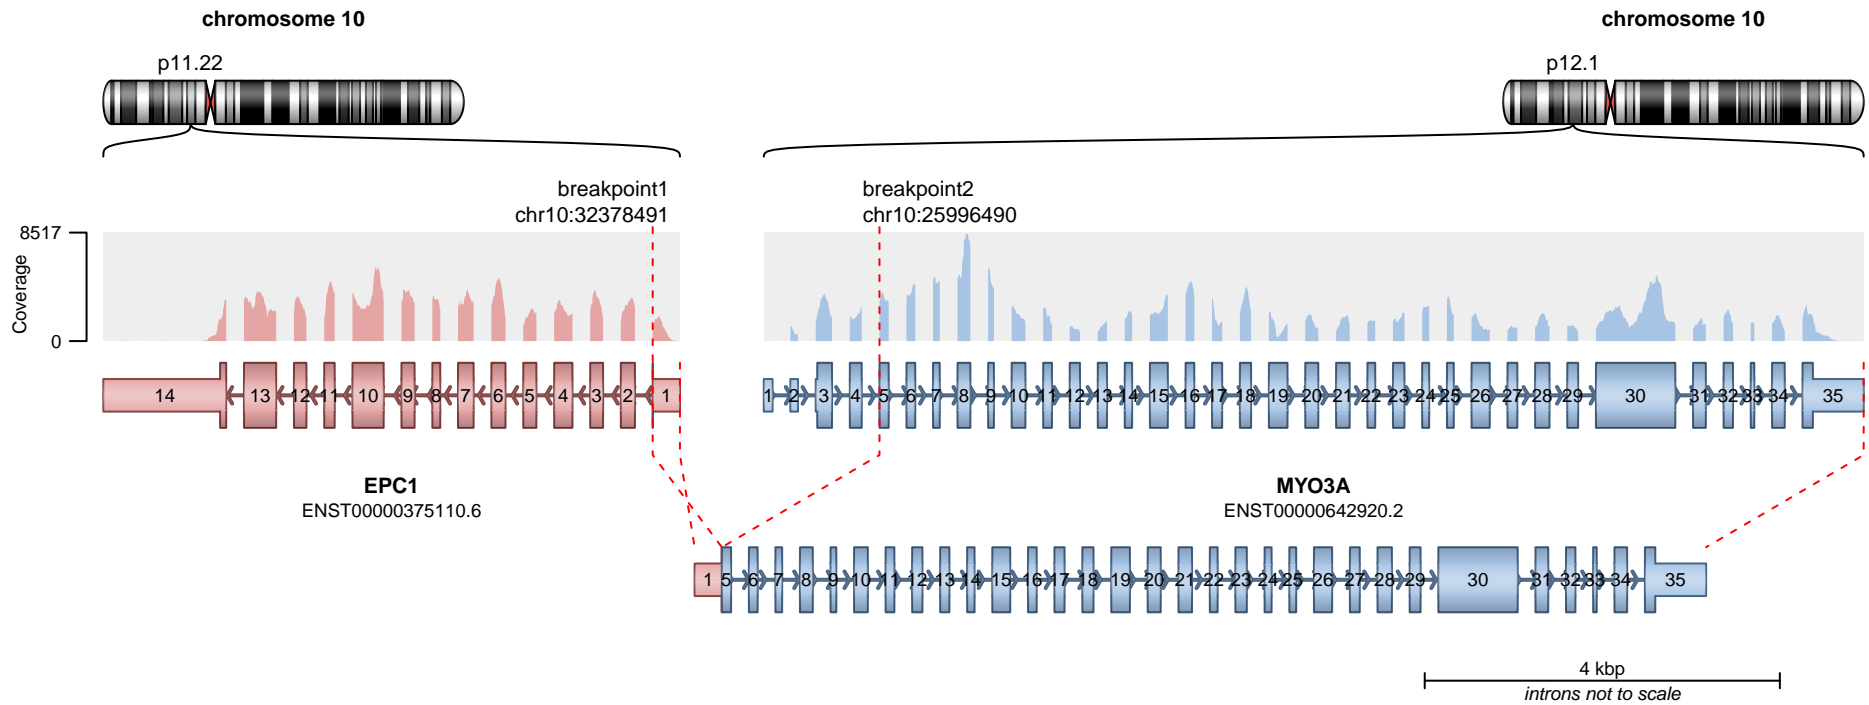 chromosome 10
chromosome 10
p11.22
p12.1
breakpoint1
chr10:32378491
breakpoint2
chr10:25996490
8517
0
Coverage
14 13 12 11 10 9 8 7 6 5 4 3 2 1
1 2 3 4 5 6 7 8 9 10 11 12 13 14 15 16 17 18 19 20 21 22 23 24 25 26 27 28 29 30 31 32 33 34 35
EPC1
ENST00000375110.6
MYO3A
ENST00000642920.2
1 5 6 7 8 9 10 11 12 13 14 15 16 17 18 19 20 21 22 23 24 25 26 27 28 29 30 31 32 33 34 35
4 kbp
introns not to scale